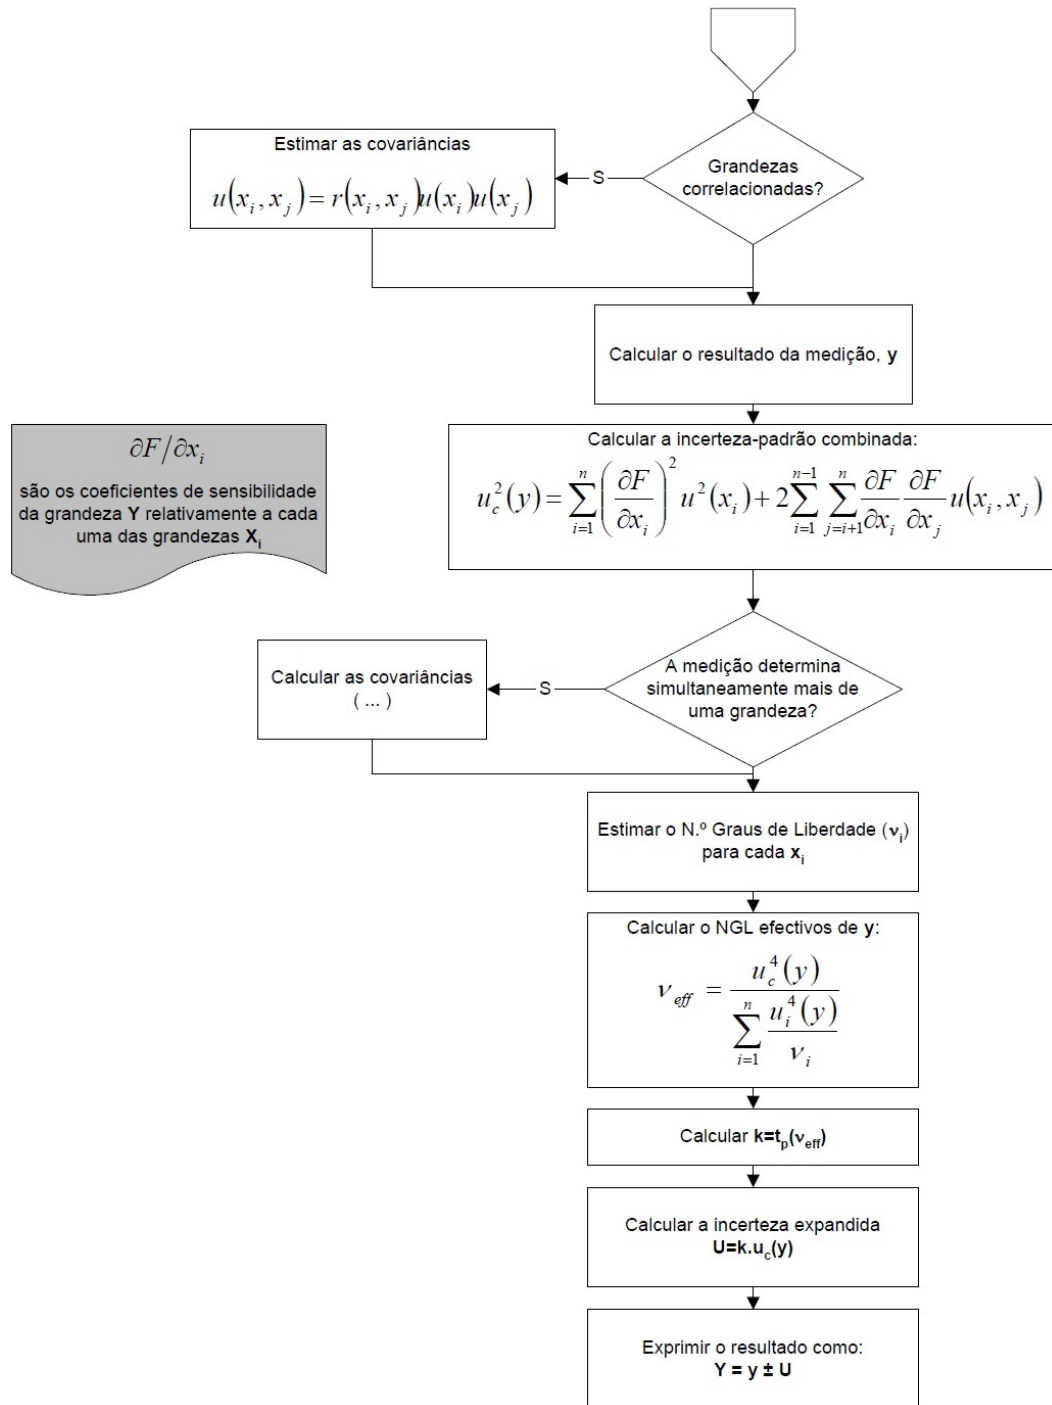 Grandezas
correlacionadas?
S
Estimar as covariâncias
u(x_i, x_j) = r(x_i, x_j)u(x_i)u(x_j)
Calcular o resultado da medição, y
∂F/∂x_i
são os coeficientes de sensibilidade
da grandeza Y relativamente a cada
uma das grandezas X_i
Calcular a incerteza-padrão combinada:
u_c^2(y) = ∑_{i=1}^{n} (∂F/∂x_i)^2 u^2(x_i) + 2 ∑_{i=1}^{n-1} ∑_{j=i+1}^{n} ∂F/∂x_i ∂F/∂x_j u(x_i, x_j)
A medição determina
simultaneamente mais de
uma grandeza?
S
Calcular as covariâncias
( ... )
Estimar o N.º Graus de Liberdade (ν_i)
para cada x_i
Calcular o NGL efectivos de y:
ν_eff = u_c^4(y) / ∑_{i=1}^{n} u_i^4(y)/ν_i
Calcular k=t_p(ν_eff)
Calcular a incerteza expandida
U=k.u_c(y)
Exprimir o resultado como:
Y = y ± U